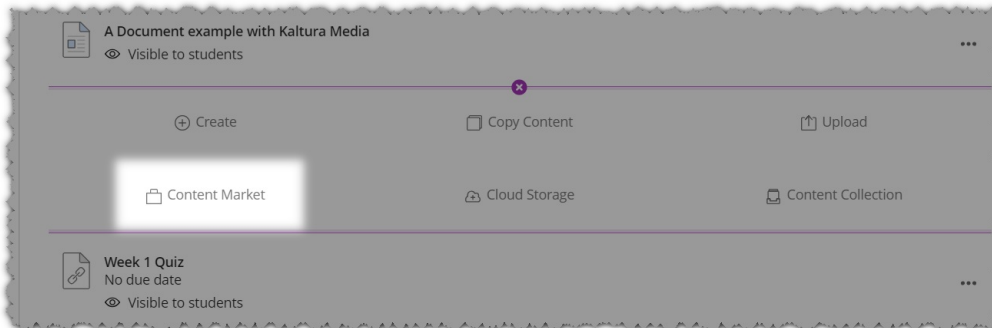 A Document example with Kaltura Media
Visible to students
Create
Copy Content
Upload
Content Market
Cloud Storage
Content Collection
Week 1 Quiz
No due date
Visible to students